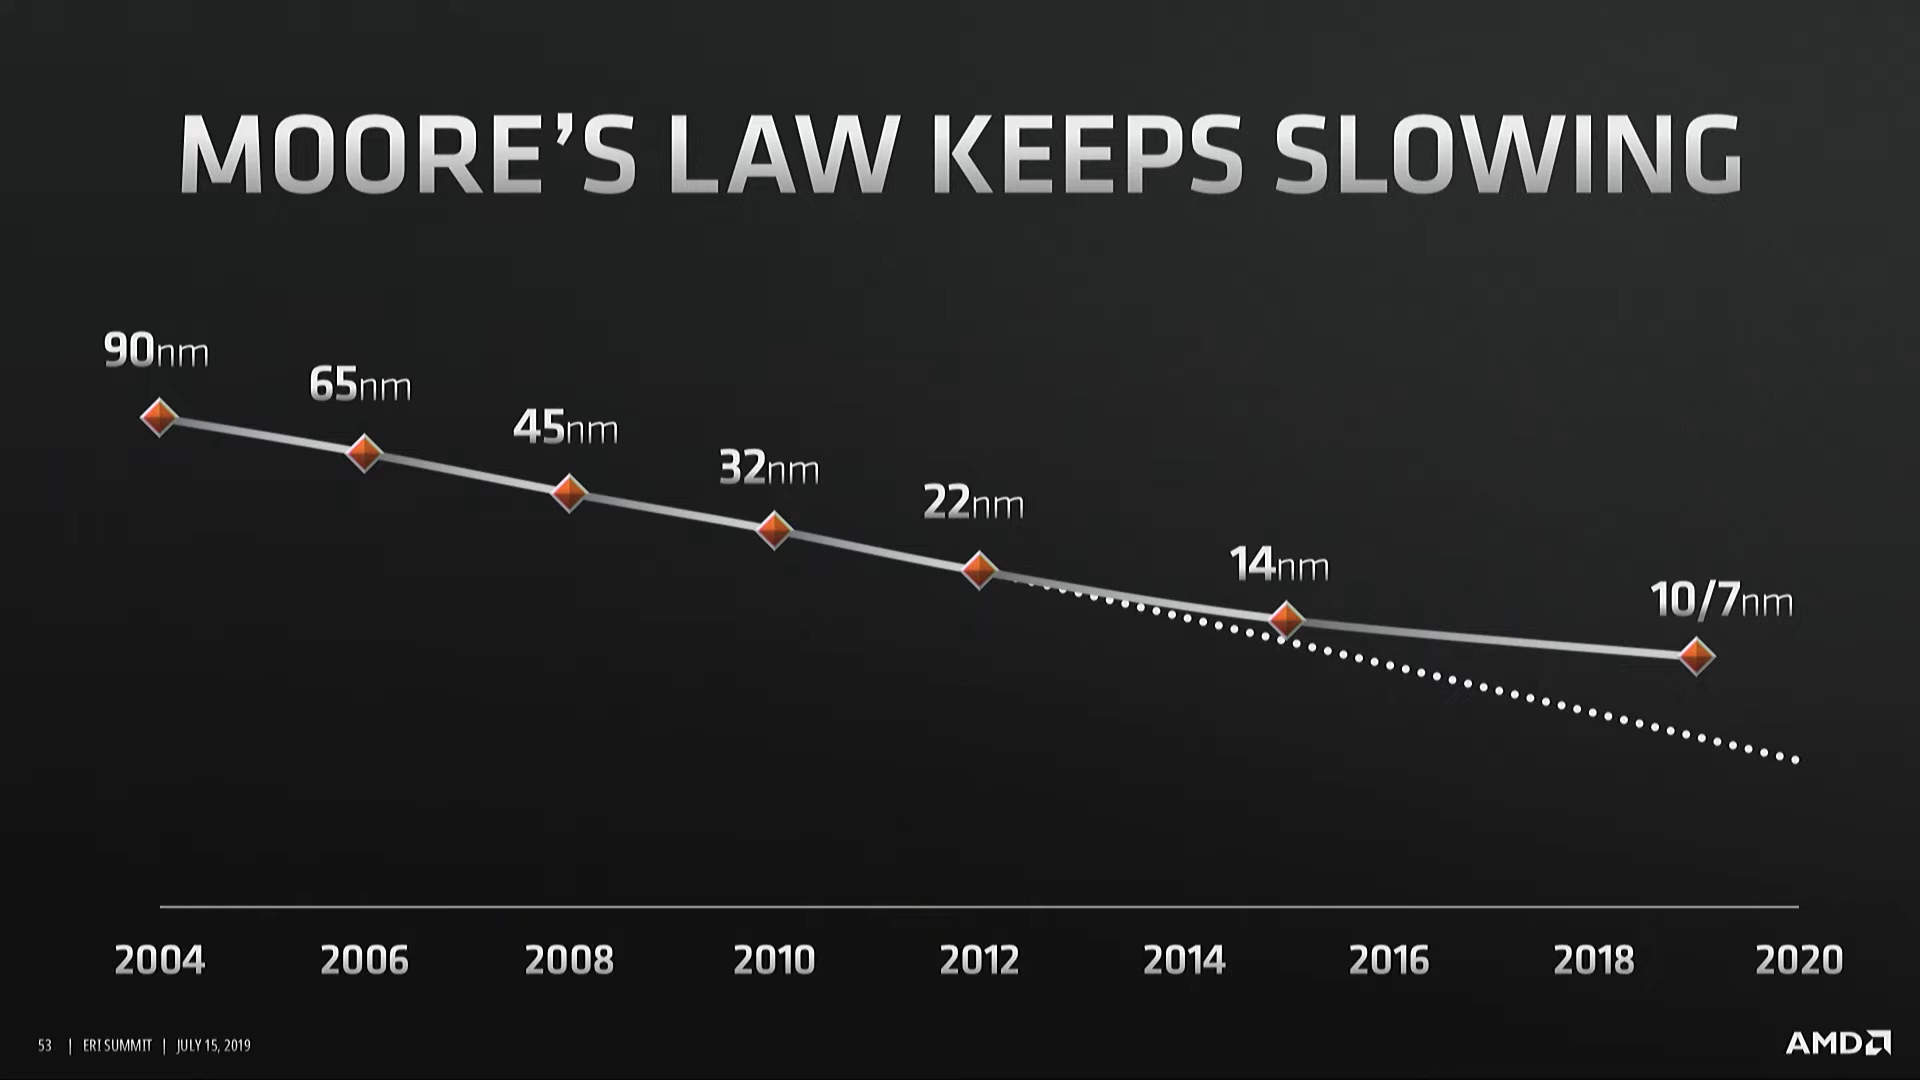 MOORE'S LAW KEEPS SLOWING
90nm
65nm
45nm
32nm
22nm
14nm
10/7nm
2004 2006 2008 2010 2012 2014 2016 2018 2020
53 | ERI SUMMIT | JULY 15, 2019
AMD